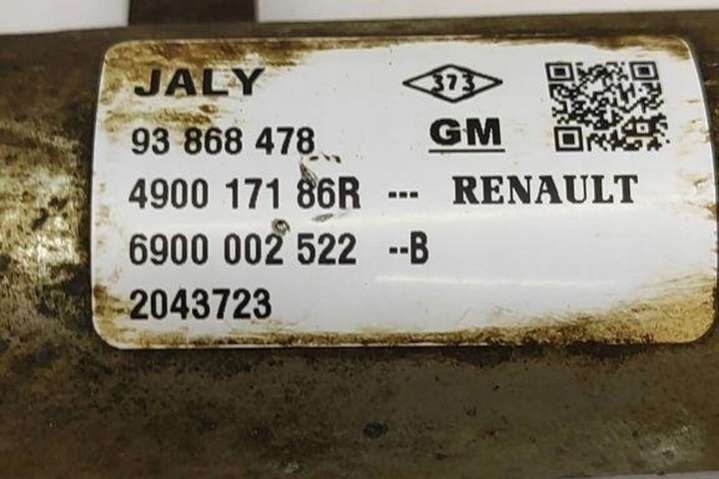 JALY 373
93 868 478 GM
4900 171 86R --- RENAULT
6900 002 522 --B
2043723